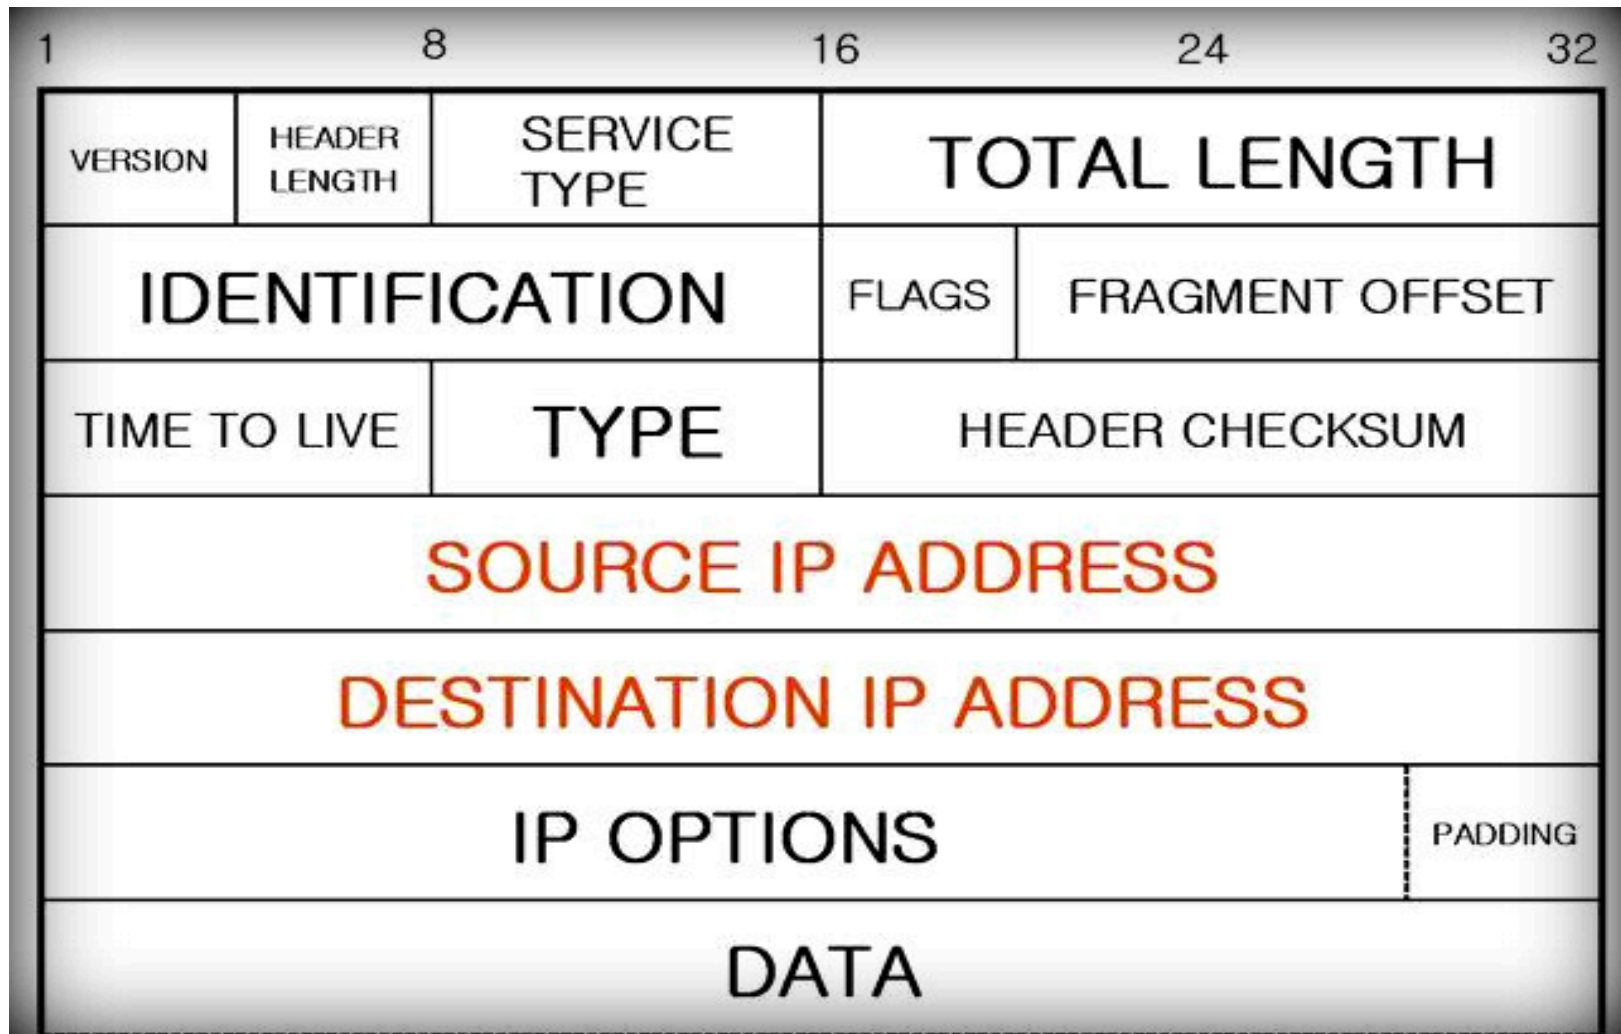 1 8 16 24 32
VERSION HEADER LENGTH SERVICE TYPE TOTAL LENGTH
IDENTIFICATION FLAGS FRAGMENT OFFSET
TIME TO LIVE TYPE HEADER CHECKSUM
SOURCE IP ADDRESS
DESTINATION IP ADDRESS
IP OPTIONS PADDING
DATA